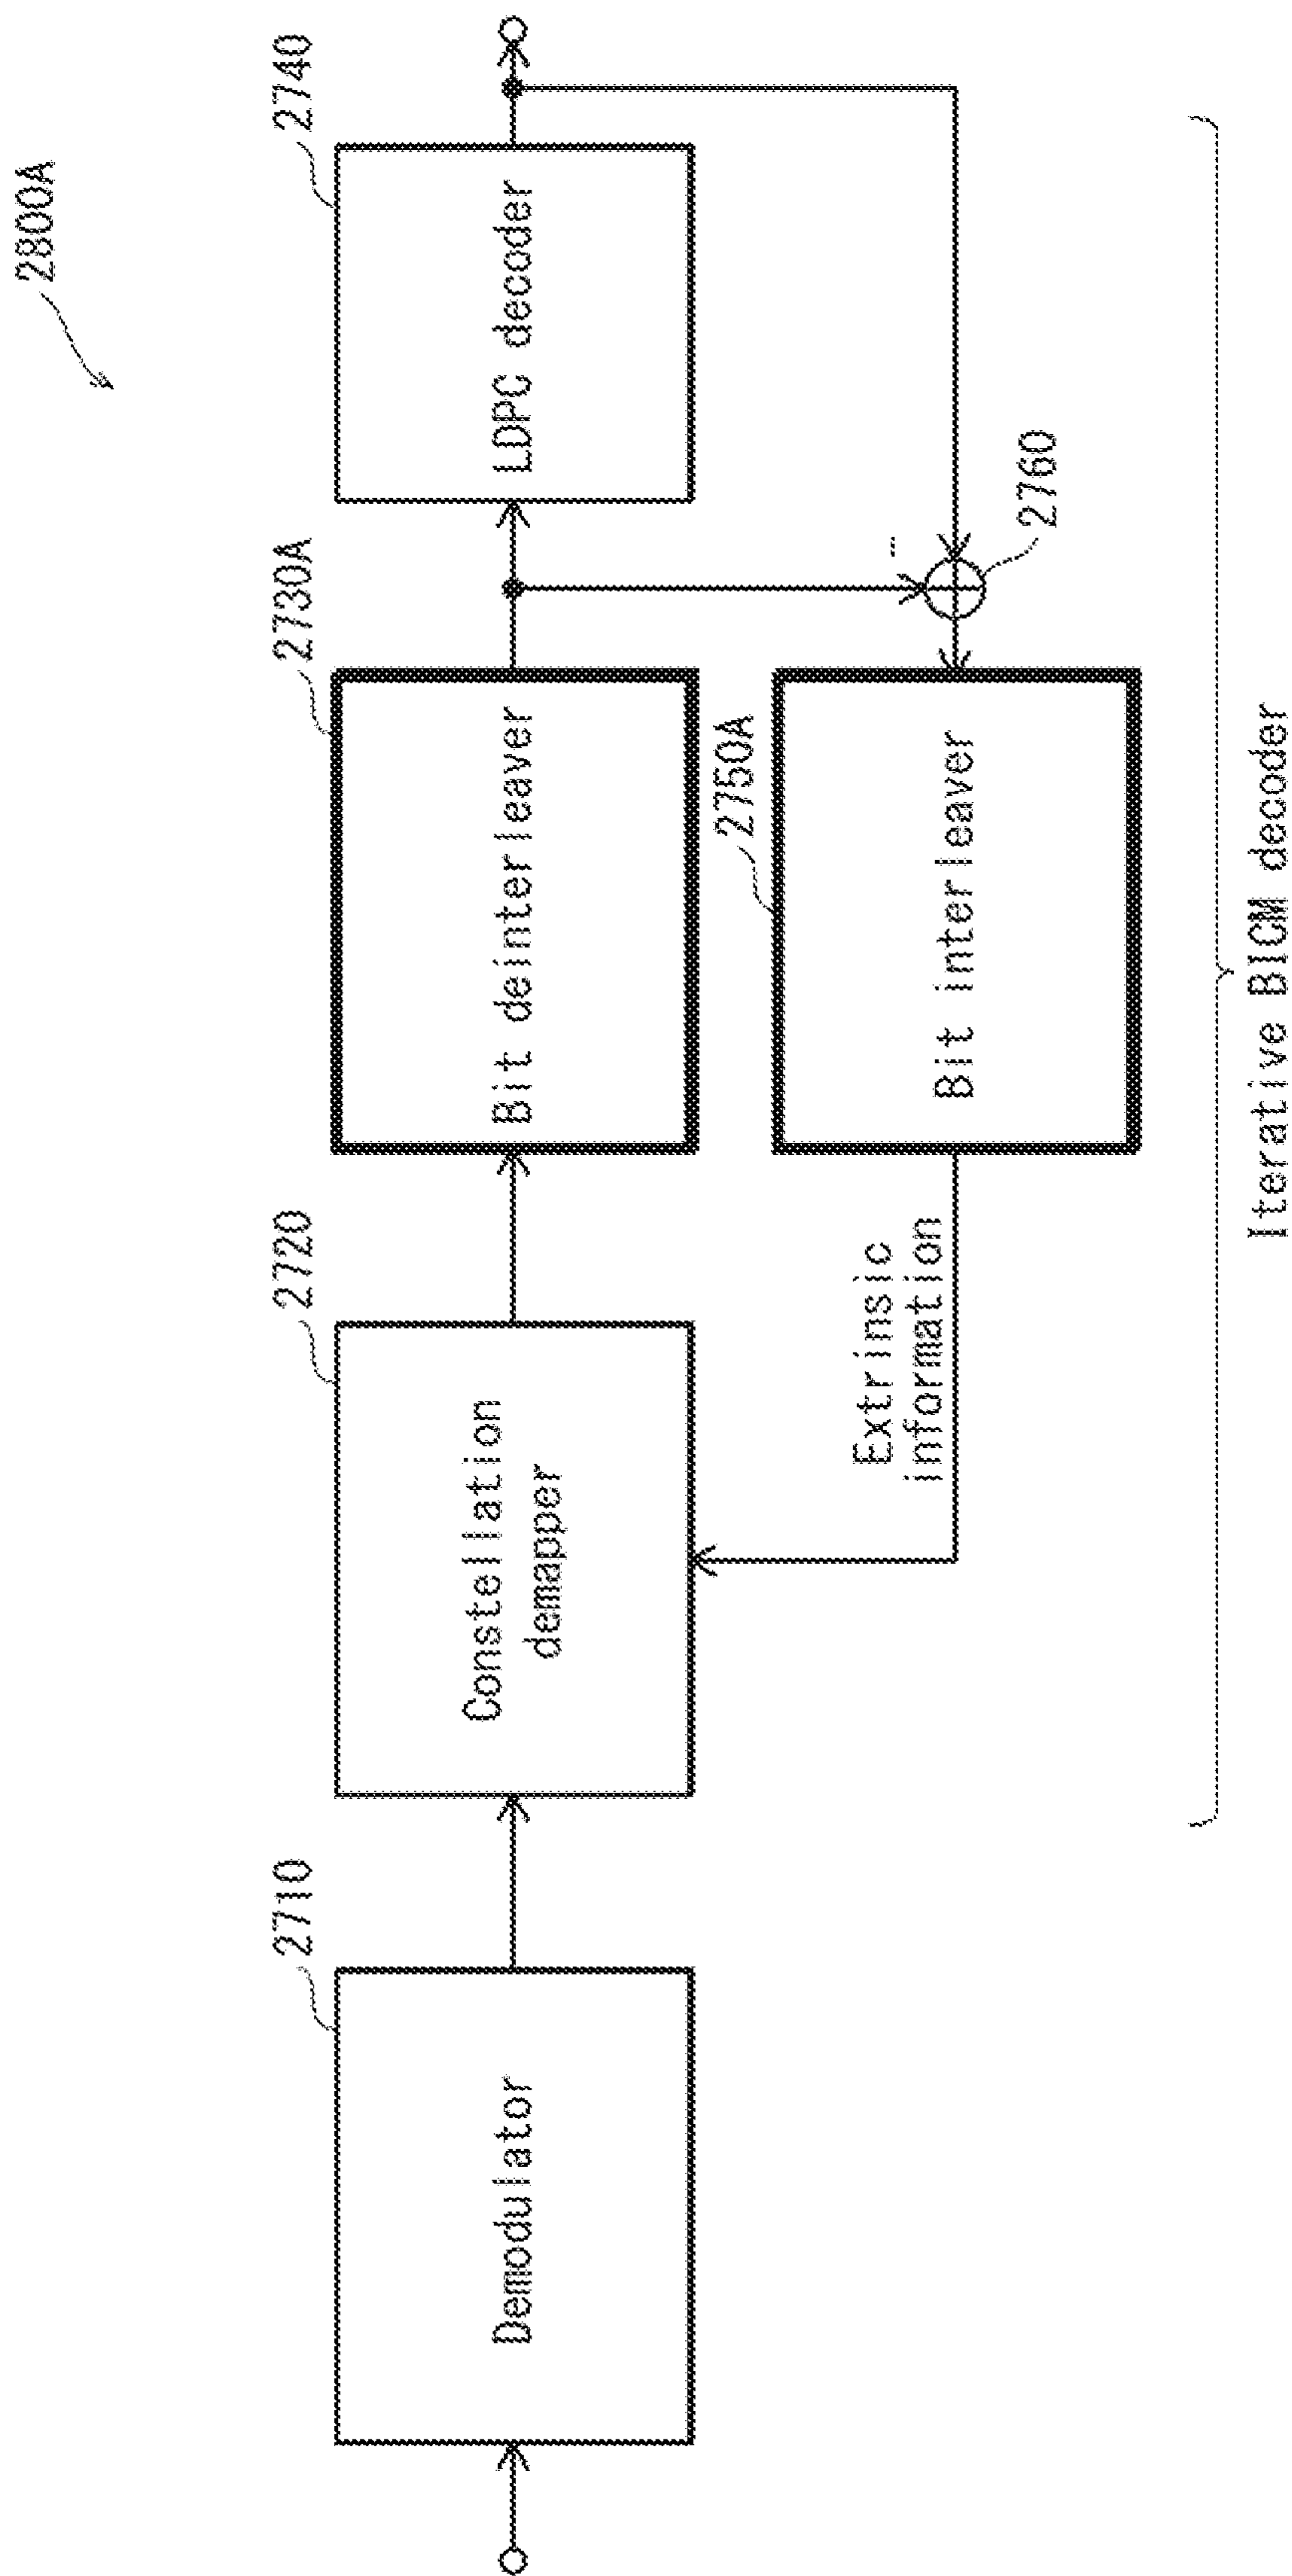 2800A
2710
Demodulator
2720
Constellation
demapper
2730A
Bit deinterleaver
2740
LDPC decoder
-
2760
2750A
Bit interleaver
Extrinsic
information
Iterative BICM decoder